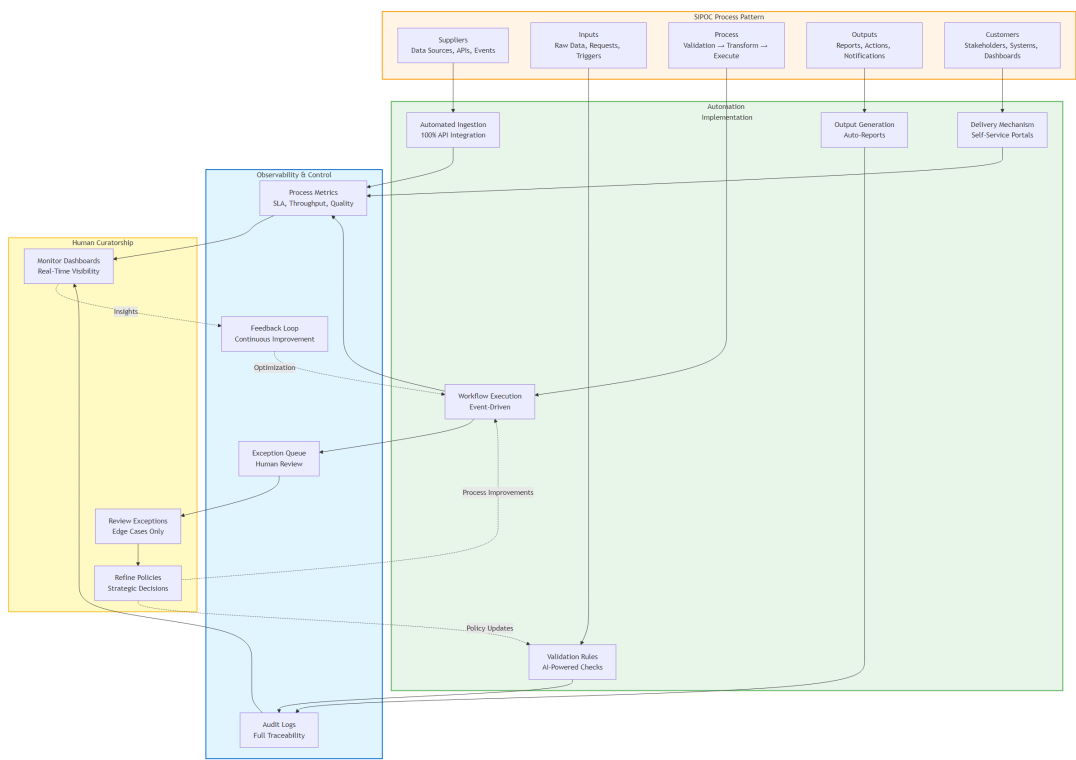 SIPOC Process Pattern
Suppliers
Data Sources, APIs, Events
Inputs
Raw Data, Requests,
Triggers
Process
Validation → Transform →
Execute
Outputs
Reports, Actions,
Notifications
Customers
Stakeholders, Systems,
Dashboards
Automation
Implementation
Automated Ingestion
100% API Integration
Output Generation
Auto-Reports
Delivery Mechanism
Self-Service Portals
Observability & Control
Process Metrics
SLA, Throughput, Quality
Human Curatorship
Monitor Dashboards
Real-Time Visibility
Insights
Feedback Loop
Continuous Improvement
Optimization
Workflow Execution
Event-Driven
Exception Queue
Human Review
Process Improvements
Review Exceptions
Edge Cases Only
Refine Policies
Strategic Decisions
Policy Updates
Validation Rules
AI-Powered Checks
Audit Logs
Full Traceability